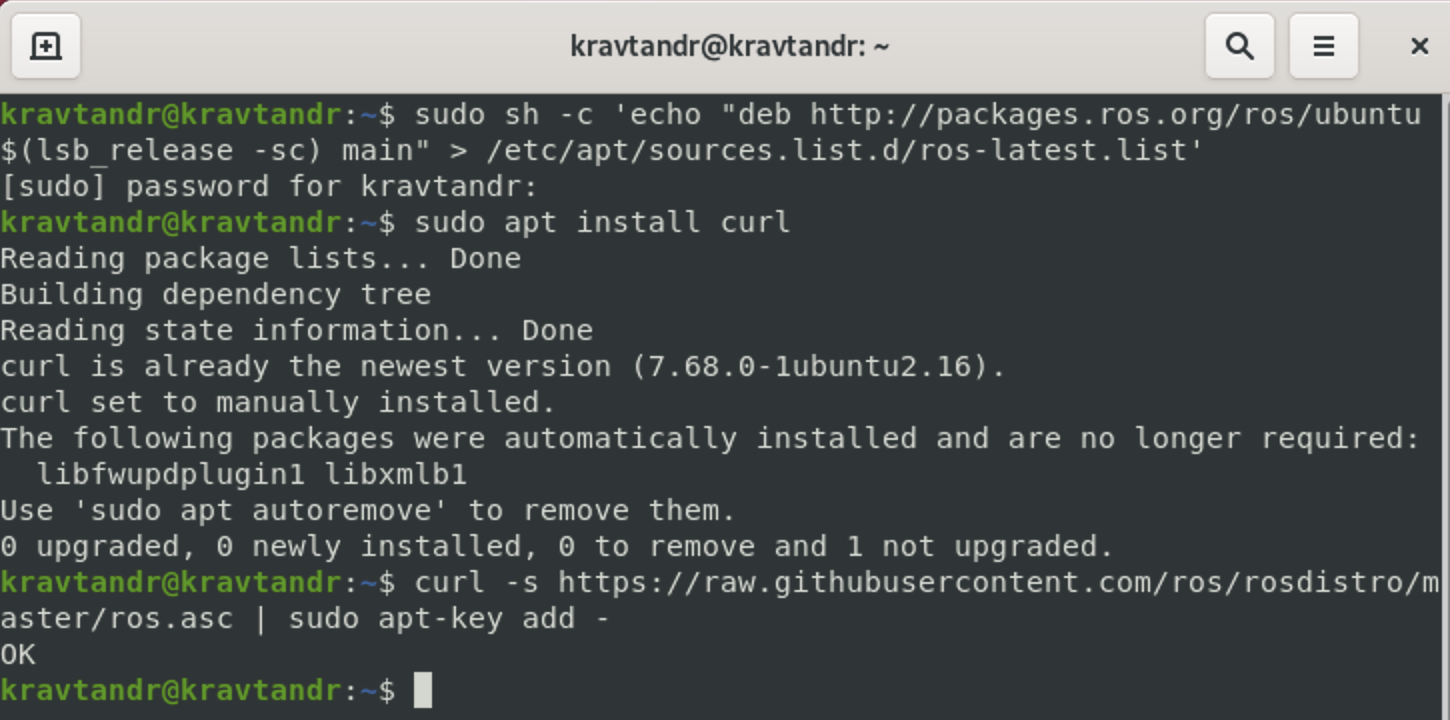 kravtandr@kravtandr: ~
kravtandr@kravtandr:~$ sudo sh -c 'echo "deb http://packages.ros.org/ros/ubuntu
$(lsb_release -sc) main" > /etc/apt/sources.list.d/ros-latest.list'
[sudo] password for kravtandr:
kravtandr@kravtandr:~$ sudo apt install curl
Reading package lists... Done
Building dependency tree
Reading state information... Done
curl is already the newest version (7.68.0-1ubuntu2.16).
curl set to manually installed.
The following packages were automatically installed and are no longer required:
  libfwupdplugin1 libxmlb1
Use 'sudo apt autoremove' to remove them.
0 upgraded, 0 newly installed, 0 to remove and 1 not upgraded.
kravtandr@kravtandr:~$ curl -s https://raw.githubusercontent.com/ros/rosdistro/m
aster/ros.asc | sudo apt-key add -
OK
kravtandr@kravtandr:~$